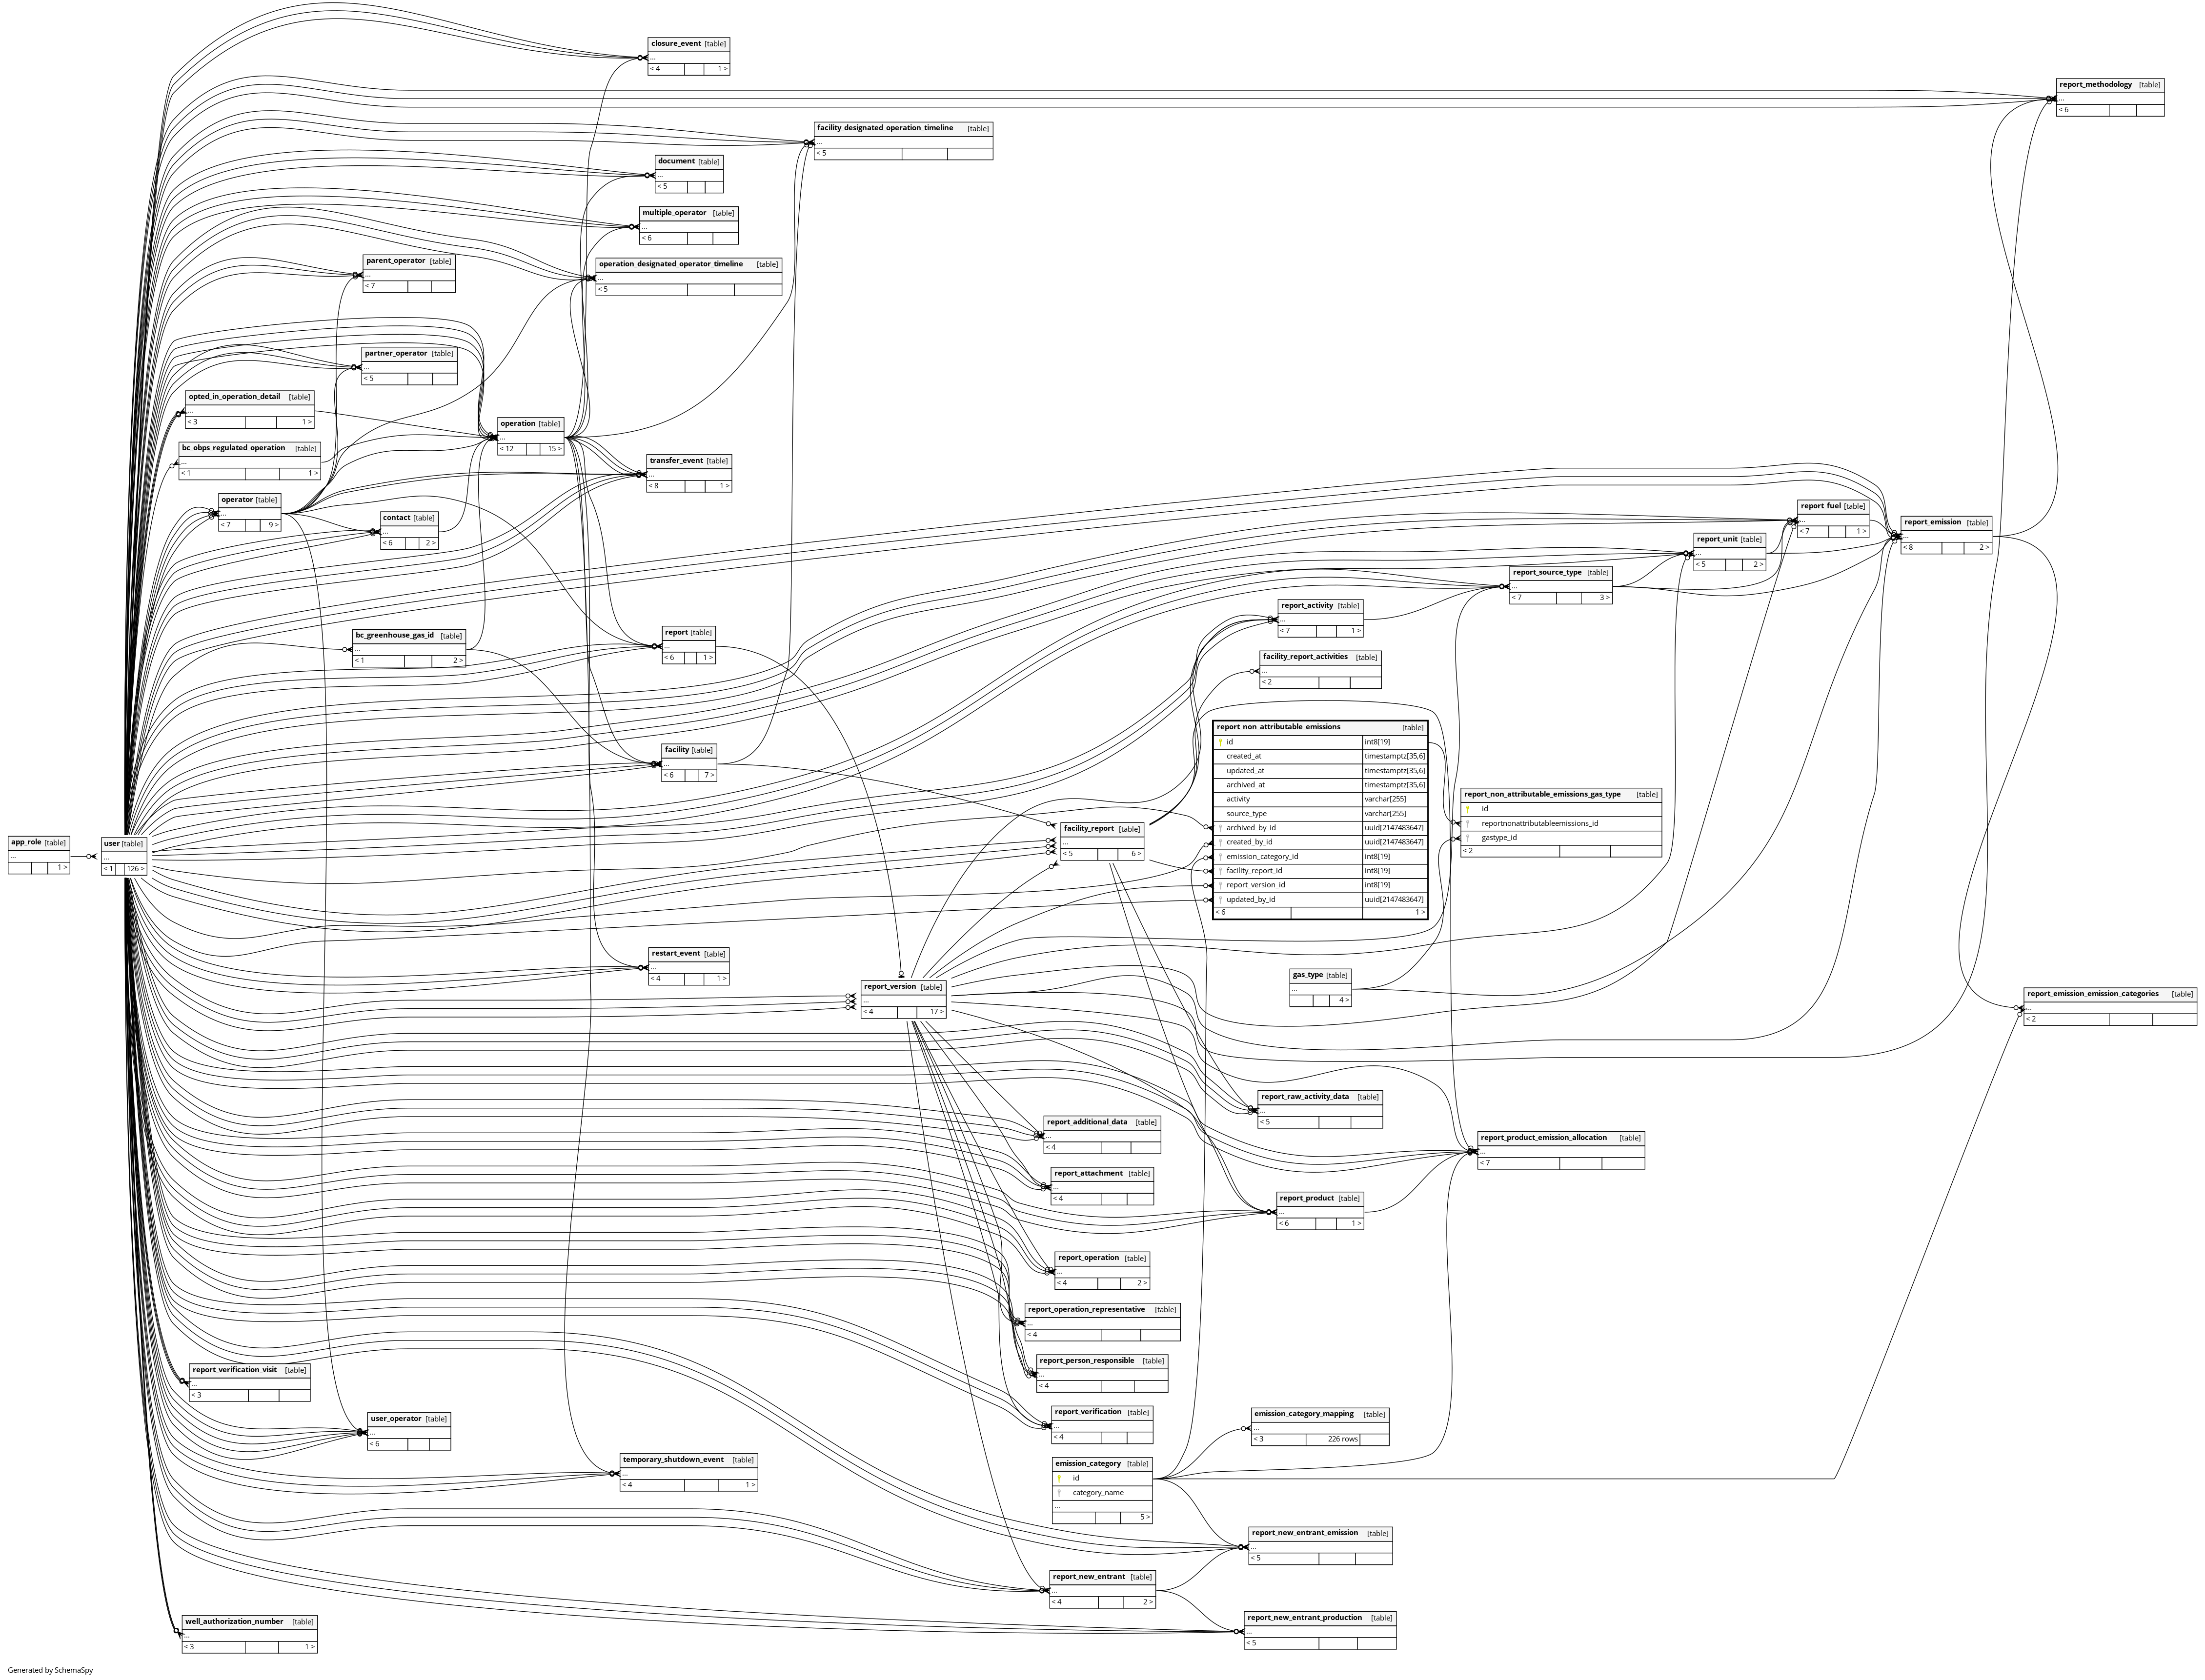 closure_event [table]
...
< 4 1 >
report_methodology [table]
...
< 6
facility_designated_operation_timeline [table]
...
< 5
document [table]
...
< 5
multiple_operator [table]
...
< 6
parent_operator [table]
...
< 7
operation_designated_operator_timeline [table]
...
< 5
partner_operator [table]
...
< 5
opted_in_operation_detail [table]
...
< 3 1 >
operation [table]
...
< 12 15 >
bc_obps_regulated_operation [table]
...
< 1 1 >
transfer_event [table]
...
< 8 1 >
operator [table]
...
< 7 9 >
contact [table]
...
< 6 2 >
report_fuel [table]
...
< 7 1 >
report_emission [table]
...
< 8 2 >
report_unit [table]
...
< 5 2 >
report_source_type [table]
...
< 7 3 >
report_activity [table]
...
< 7 1 >
bc_greenhouse_gas_id [table]
...
< 1 2 >
report [table]
...
< 6 1 >
facility_report_activities [table]
...
< 2
report_non_attributable_emissions [table]
id int8[19]
created_at timestamptz[35,6]
updated_at timestamptz[35,6]
archived_at timestamptz[35,6]
activity varchar[255]
source_type varchar[255]
archived_by_id uuid[2147483647]
created_by_id uuid[2147483647]
emission_category_id int8[19]
facility_report_id int8[19]
report_version_id int8[19]
updated_by_id uuid[2147483647]
< 6 1 >
facility [table]
...
< 6 7 >
report_non_attributable_emissions_gas_type [table]
id
reportnonattributableemissions_id
gastype_id
< 2
facility_report [table]
...
< 5 6 >
app_role [table]
...
1 >
user [table]
...
< 1 126 >
restart_event [table]
...
< 4 1 >
gas_type [table]
...
4 >
report_version [table]
...
< 4 17 >
report_emission_emission_categories [table]
...
< 2
report_raw_activity_data [table]
...
< 5
report_additional_data [table]
...
< 4
report_product_emission_allocation [table]
...
< 7
report_attachment [table]
...
< 4
report_product [table]
...
< 6 1 >
report_operation [table]
...
< 4 2 >
report_operation_representative [table]
...
< 4
report_person_responsible [table]
...
< 4
report_verification_visit [table]
...
< 3
report_verification [table]
...
< 4
user_operator [table]
...
< 6
emission_category_mapping [table]
...
< 3 226 rows
temporary_shutdown_event [table]
...
< 4 1 >
emission_category [table]
id
category_name
...
5 >
report_new_entrant_emission [table]
...
< 5
report_new_entrant [table]
...
< 4 2 >
well_authorization_number [table]
...
< 3 1 >
report_new_entrant_production [table]
...
< 5
Generated by SchemaSpy